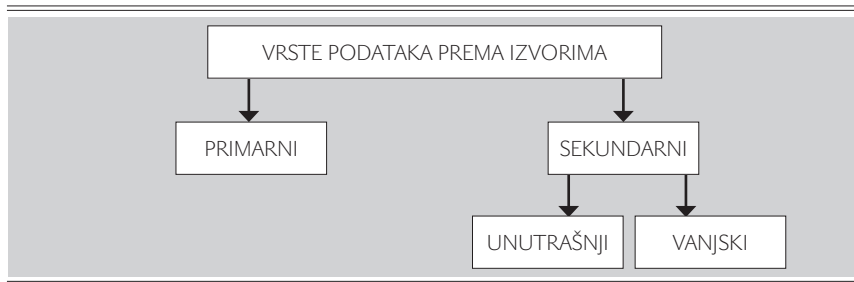 VRSTE PODATAKA PREMA IZVORIMA
PRIMARNI
SEKUNDARNI
UNUTRAŠNJI
VANJSKI